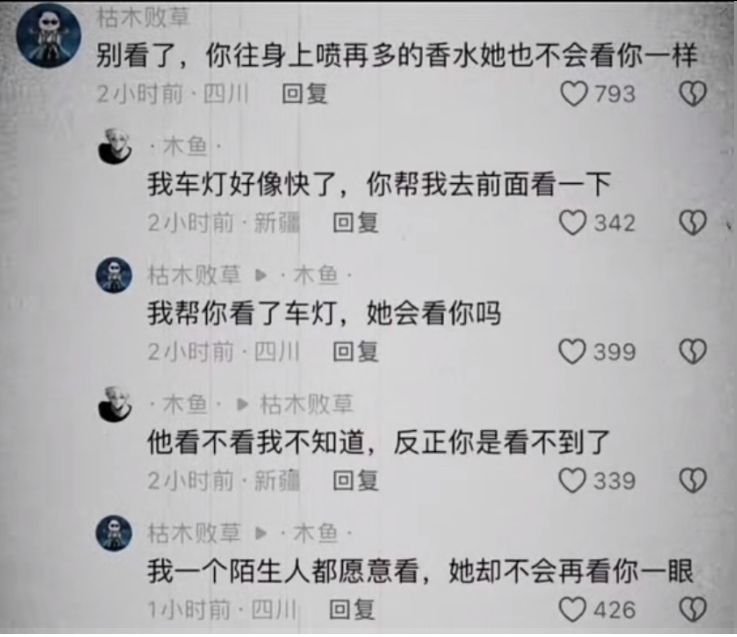 枯木败草
别看了，你往身上喷再多的香水她也不会看你一样
2小时前·四川 回复 793
·木鱼·
我车灯好像快了，你帮我去前面看一下
2小时前·新疆 回复 342
枯木败草 ▶ ·木鱼·
我帮你看了车灯，她会看你吗
2小时前·四川 回复 399
·木鱼· ▶ 枯木败草
他看不看我不知道，反正你是看不到了
2小时前·新疆 回复 339
枯木败草 ▶ ·木鱼·
我一个陌生人都愿意看，她却不会再看你一眼
1小时前·四川 回复 426